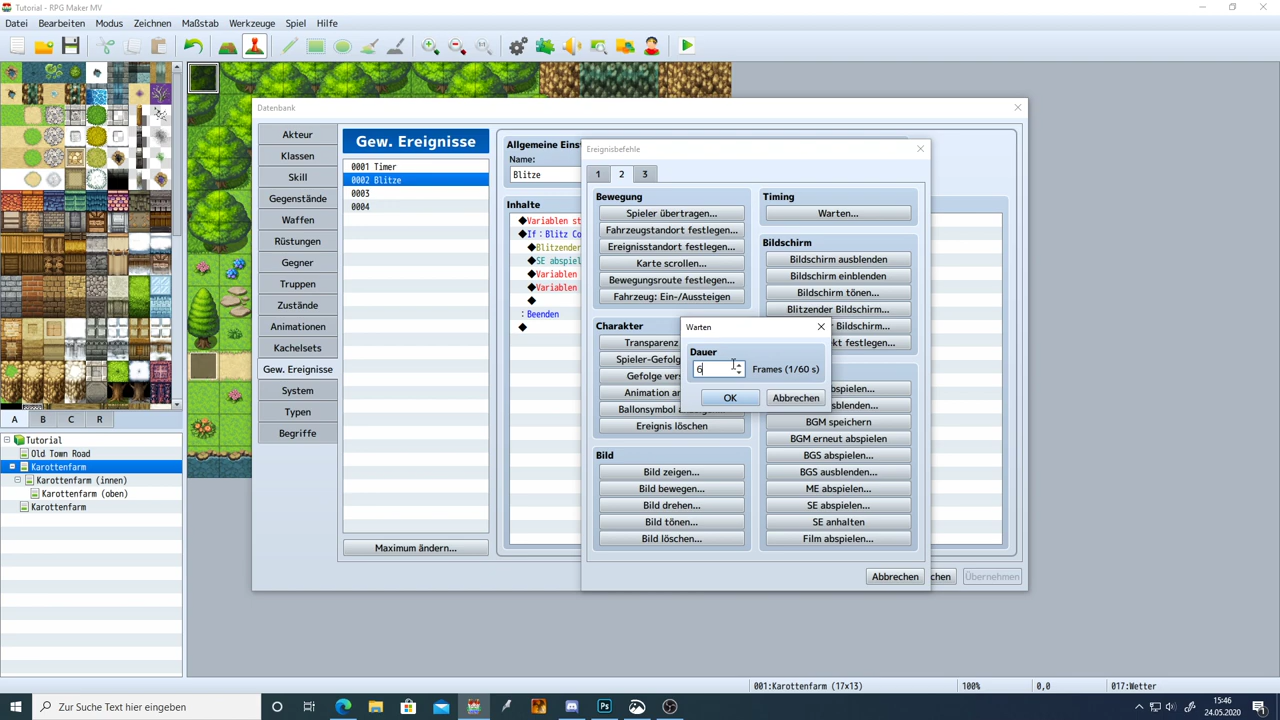 Tutorial - RPG Maker MV
Datei Bearbeiten Modus Zeichnen Maßstab Werkzeuge Spiel Hilfe
Datenbank
Akteur
Klassen
Skill
Gegenstände
Waffen
Rüstungen
Gegner
Truppen
Zustände
Animationen
Kachelsets
Gew. Ereignisse
System
Typen
Begriffe
Gew. Ereignisse
0001 Timer
0002 Blitze
0003
0004
Maximum ändern...
Allgemeine Eins
Name:
Blitze
Inhalte
◆Variablen st
◆If：Blitz Co
◆Blitzender
◆SE abspiel
◆Variablen
◆Variablen
◆
：Beenden
◆
Ereignisbefehle
1 2 3
Bewegung
Spieler übertragen...
Fahrzeugstandort festlegen...
Ereignisstandort festlegen...
Karte scrollen...
Bewegungsroute festlegen...
Fahrzeug: Ein-/Aussteigen
Charakter
Transparenz
Spieler-Gefolg
Gefolge vers
Animation an
Ballonsymbol
Ereignis löschen
Bild
Bild zeigen...
Bild bewegen...
Bild drehen...
Bild tönen...
Bild löschen...
Timing
Warten...
Bildschirm
Bildschirm ausblenden
Bildschirm einblenden
Bildschirm tönen...
Blitzender Bildschirm...
r Bildschirm...
kt festlegen...
spielen...
sblenden...
BGM speichern
BGM erneut abspielen
BGS abspielen...
BGS ausblenden...
ME abspielen...
SE abspielen...
SE anhalten
Film abspielen...
Warten
Dauer
6 Frames (1/60 s)
OK Abbrechen
Abbrechen chen Übernehmen
A B C R
Tutorial
Old Town Road
Karottenfarm
Karottenfarm (innen)
Karottenfarm (oben)
Karottenfarm
001:Karottenfarm (17×13) 100% 0,0 017:Wetter
Zur Suche Text hier eingeben
15:46
24.05.2020